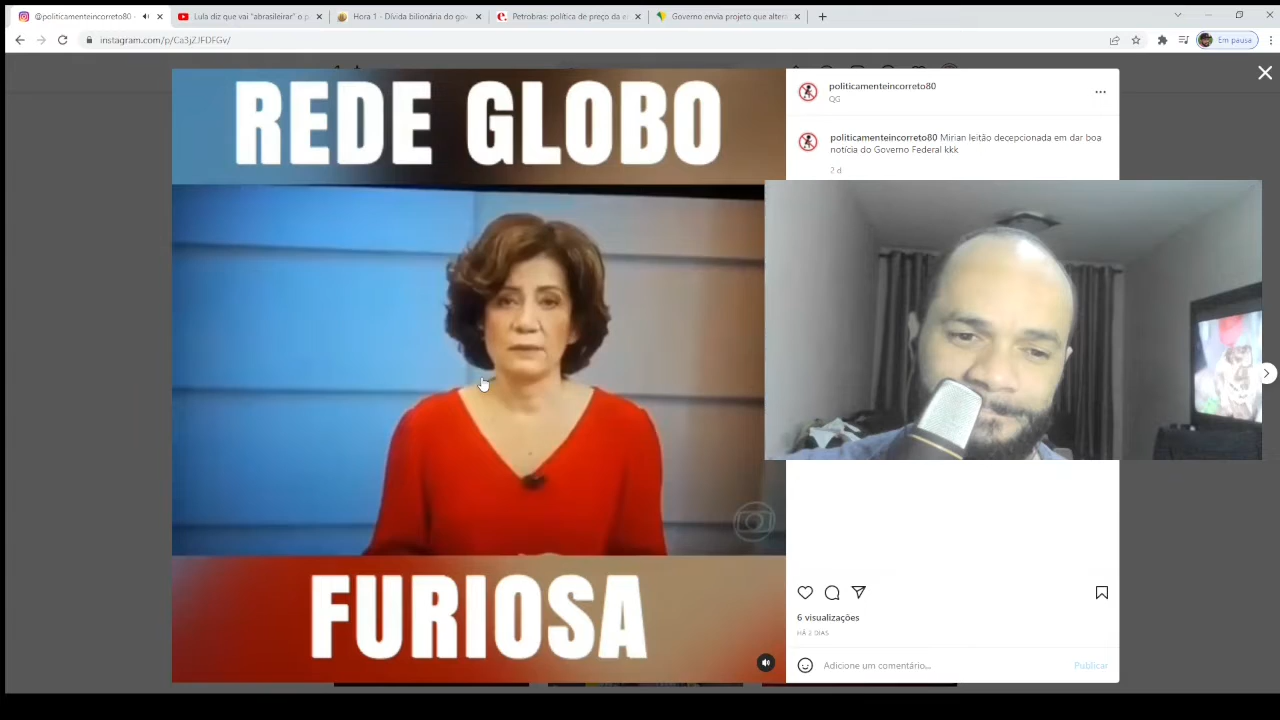 @politicamenteincorreto80 -
Lula diz que vai "abrasileirar" o p
Hora 1 - Dívida bilionária do gov
Petrobras: política de preço da e
Governo envia projeto que alter
instagram.com/p/Ca3jZJFDFGv/
Em pausa
REDE GLOBO
FURIOSA
politicamenteincorreto80
QG
politicamenteincorreto80 Mirian leitão decepcionada em dar boa
notícia do Governo Federal kkk
2 d
6 visualizações
HÁ 2 DIAS
Adicione um comentário...
Publicar